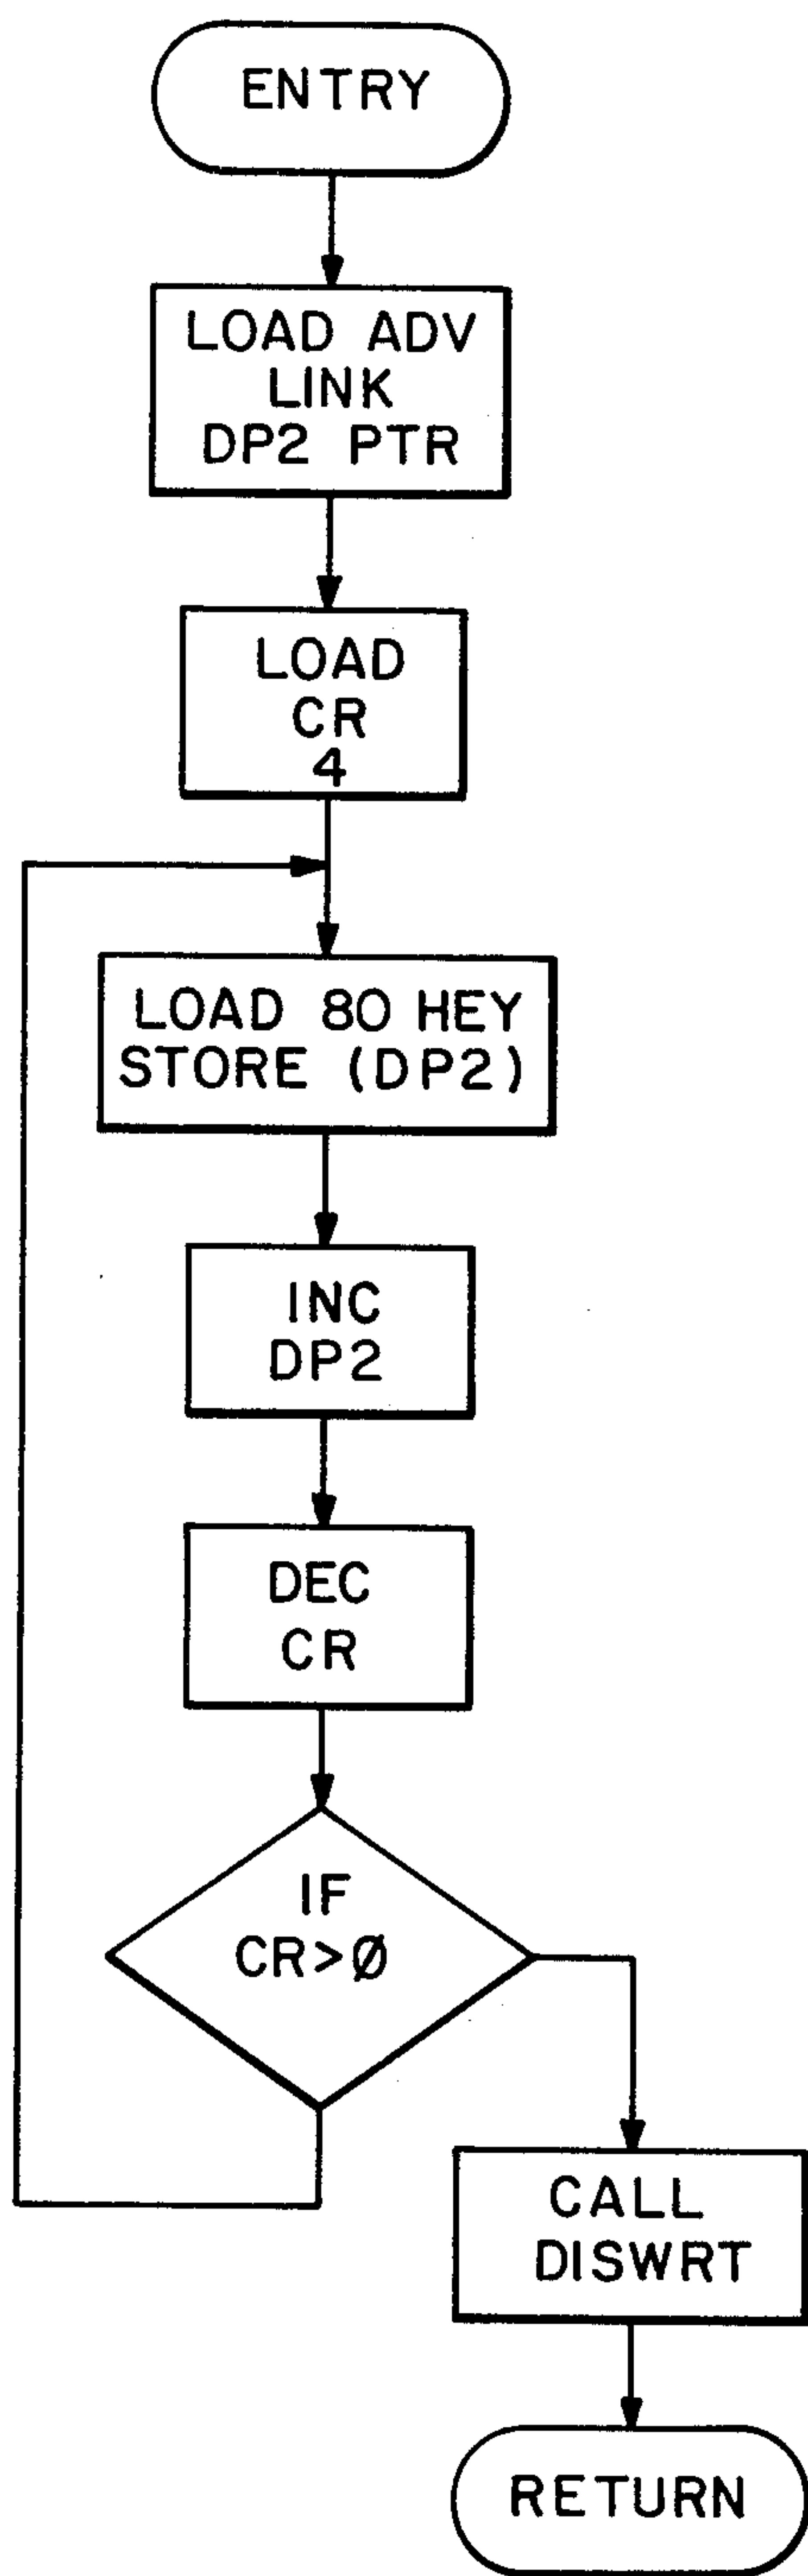 ENTRY
LOAD ADV
LINK
DP2 PTR
LOAD
CR
4
LOAD 80 HEY
STORE (DP2)
INC
DP2
DEC
CR
IF
CR>Ø
CALL
DISWRT
RETURN